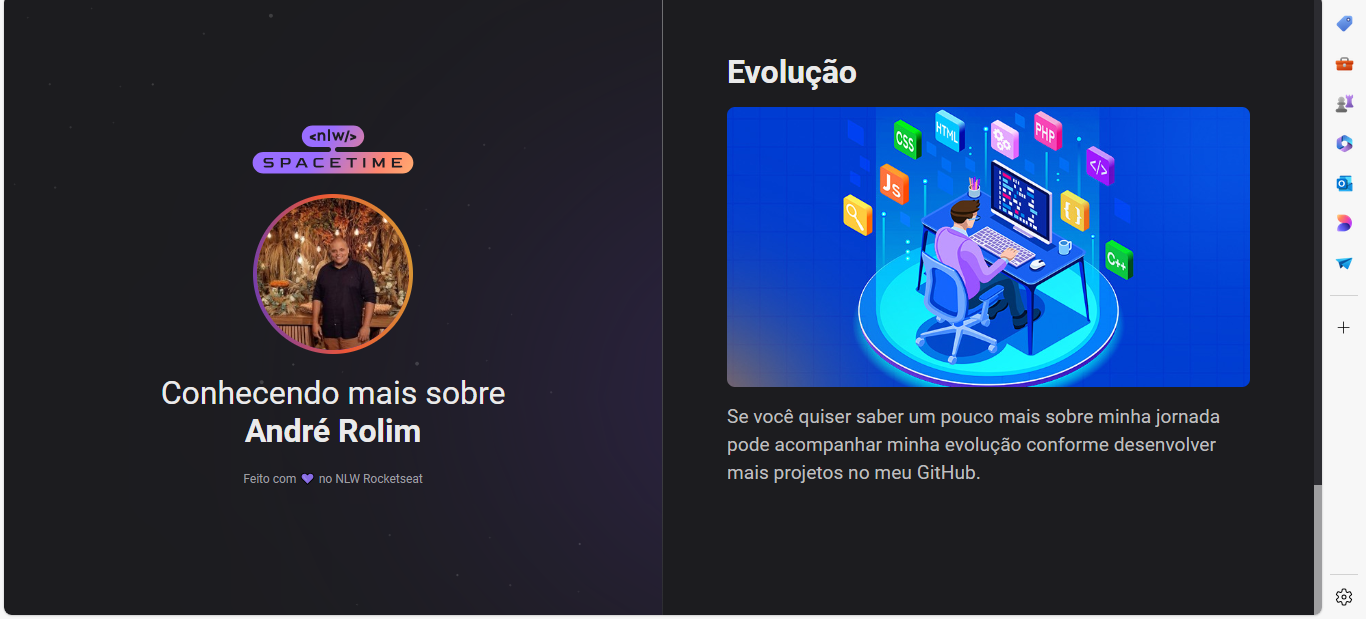 <nlw/>
SPACETIME
Conhecendo mais sobre
André Rolim
Feito com 💜 no NLW Rocketseat
Evolução
CSS
HTML
PHP
JS
</>
{ }
C++
Se você quiser saber um pouco mais sobre minha jornada
pode acompanhar minha evolução conforme desenvolver
mais projetos no meu GitHub.